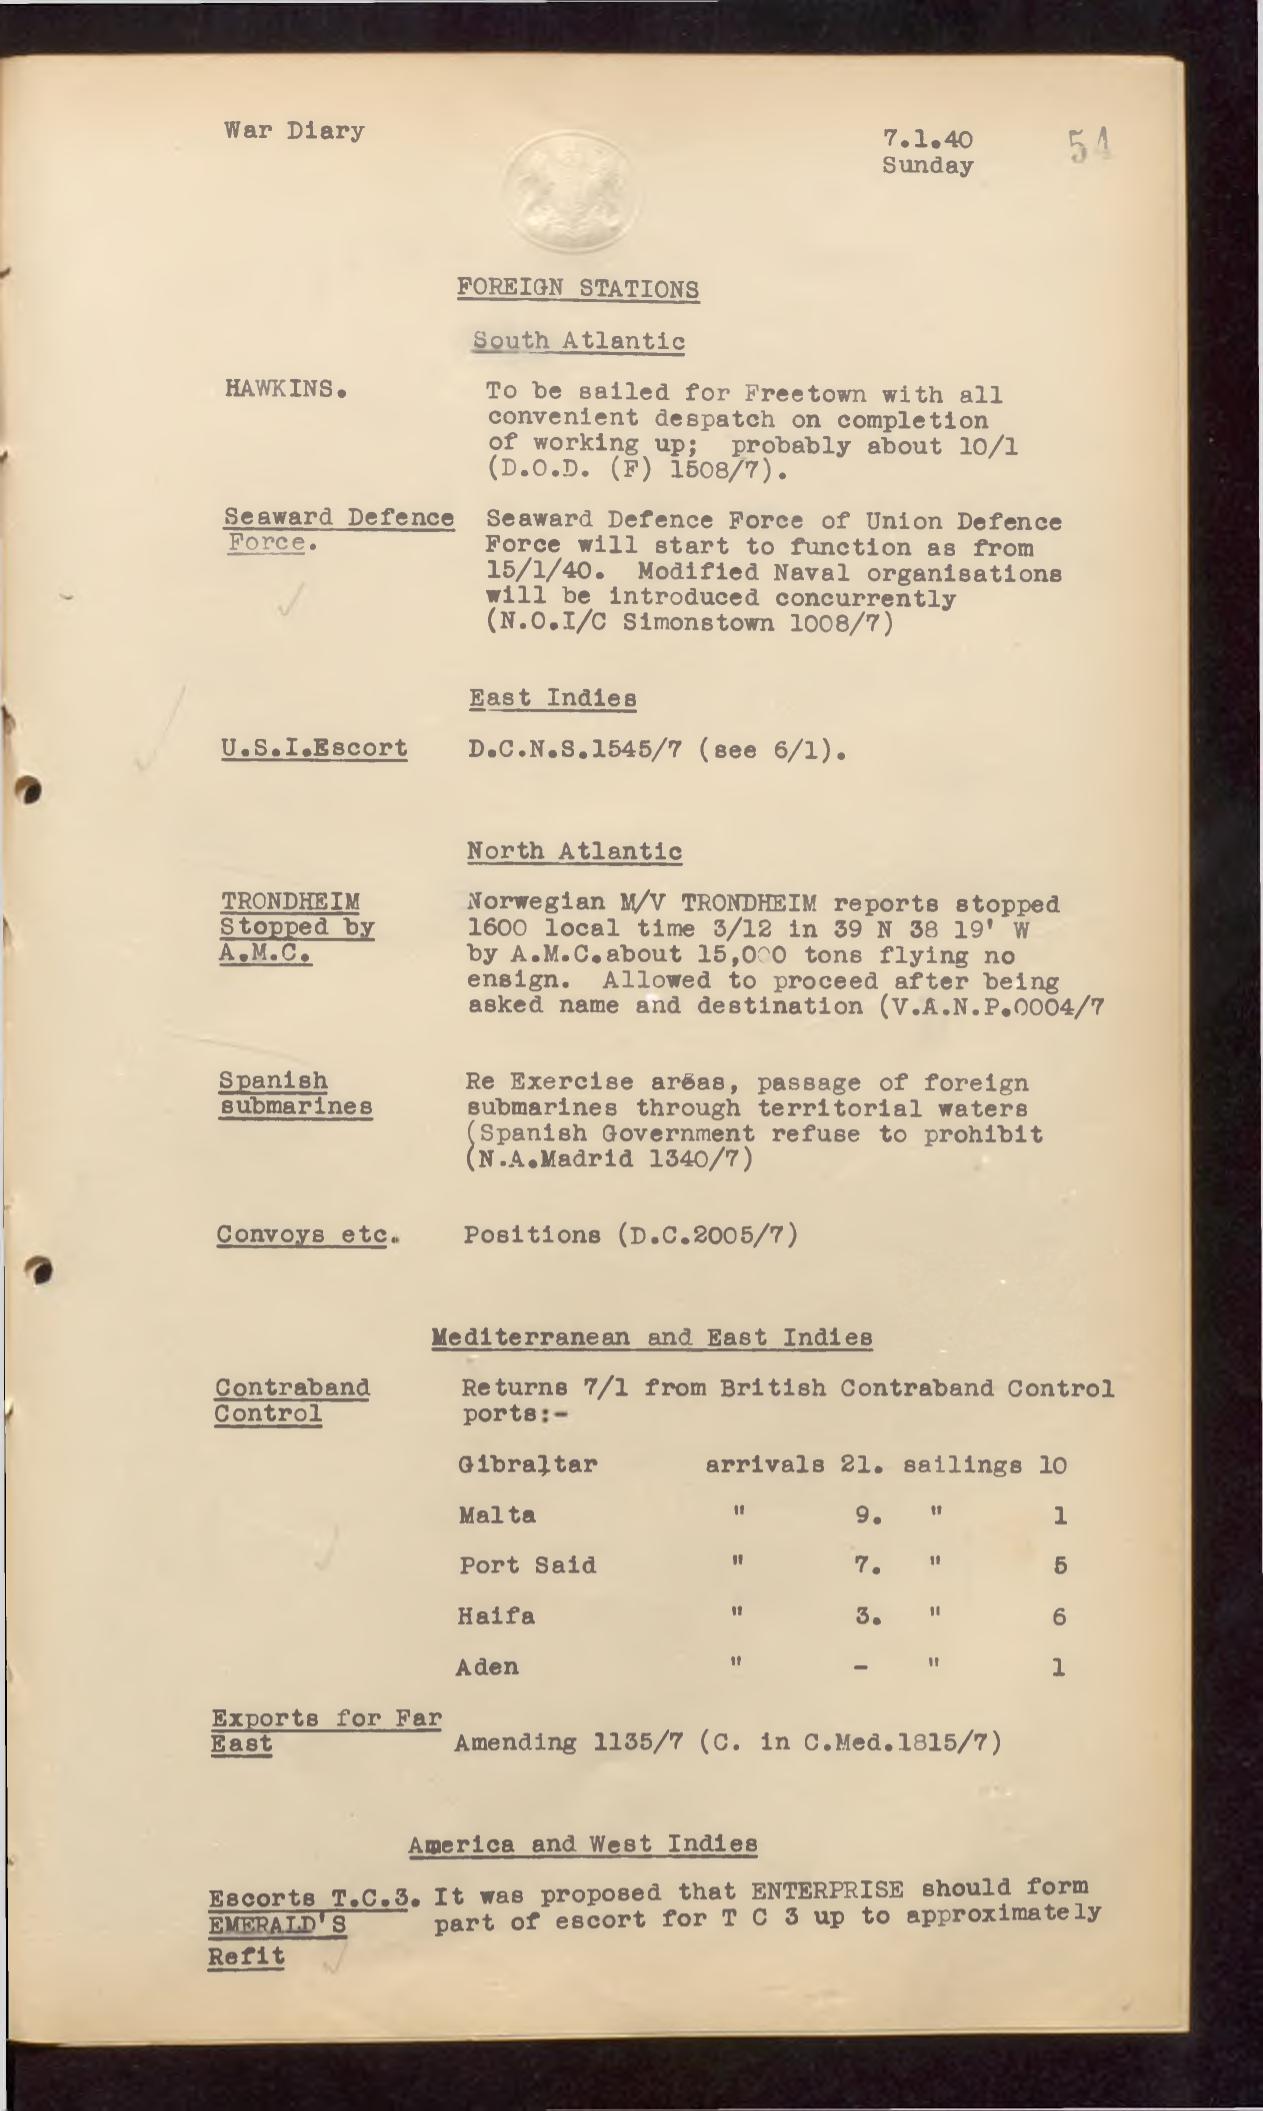 War Diary
7.1.40 54
Sunday
FOREIGN STATIONS
South Atlantic
HAWKINS. To be sailed for Freetown with all
convenient despatch on completion
of working up; probably about 10/1
(D.O.D. (F) 1508/7).
Seaward Defence Seaward Defence Force of Union Defence
Force. Force will start to function as from
15/1/40. Modified Naval organisations
will be introduced concurrently
(N.O.I/C Simonstown 1008/7)
East Indies
U.S.I.Escort D.C.N.S.1545/7 (see 6/1).
North Atlantic
TRONDHEIM Norwegian M/V TRONDHEIM reports stopped
Stopped by 1600 local time 3/12 in 39 N 38 19' W
A.M.C. by A.M.C.about 15,000 tons flying no
ensign. Allowed to proceed after being
asked name and destination (V.A.N.P.0004/7
Spanish Re Exercise areas, passage of foreign
submarines submarines through territorial waters
(Spanish Government refuse to prohibit
(N.A.Madrid 1340/7)
Convoys etc. Positions (D.C.2005/7)
Mediterranean and East Indies
Contraband Returns 7/1 from British Contraband Control
Control ports:-
Gibraltar arrivals 21. sailings 10
Malta " 9. " 1
Port Said " 7. " 5
Haifa " 3. " 6
Aden " - " 1
Exports for Far
East Amending 1135/7 (C. in C.Med.1815/7)
America and West Indies
Escorts T.C.3. It was proposed that ENTERPRISE should form
EMERALD'S part of escort for T C 3 up to approximately
Refit